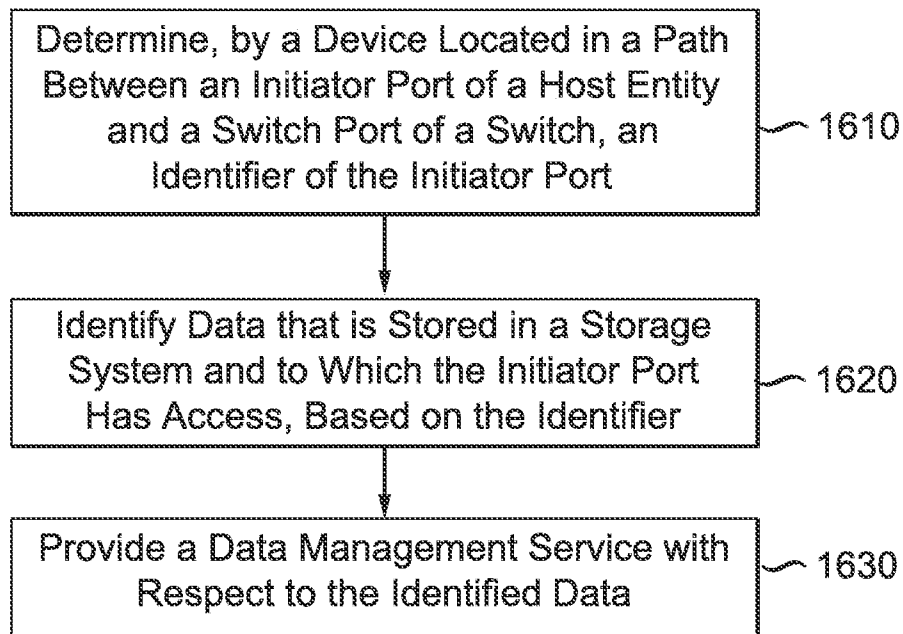 Determine, by a Device Located in a Path
Between an Initiator Port of a Host Entity
and a Switch Port of a Switch, an
Identifier of the Initiator Port
1610
Identify Data that is Stored in a Storage
System and to Which the Initiator Port
Has Access, Based on the Identifier
1620
Provide a Data Management Service with
Respect to the Identified Data
1630